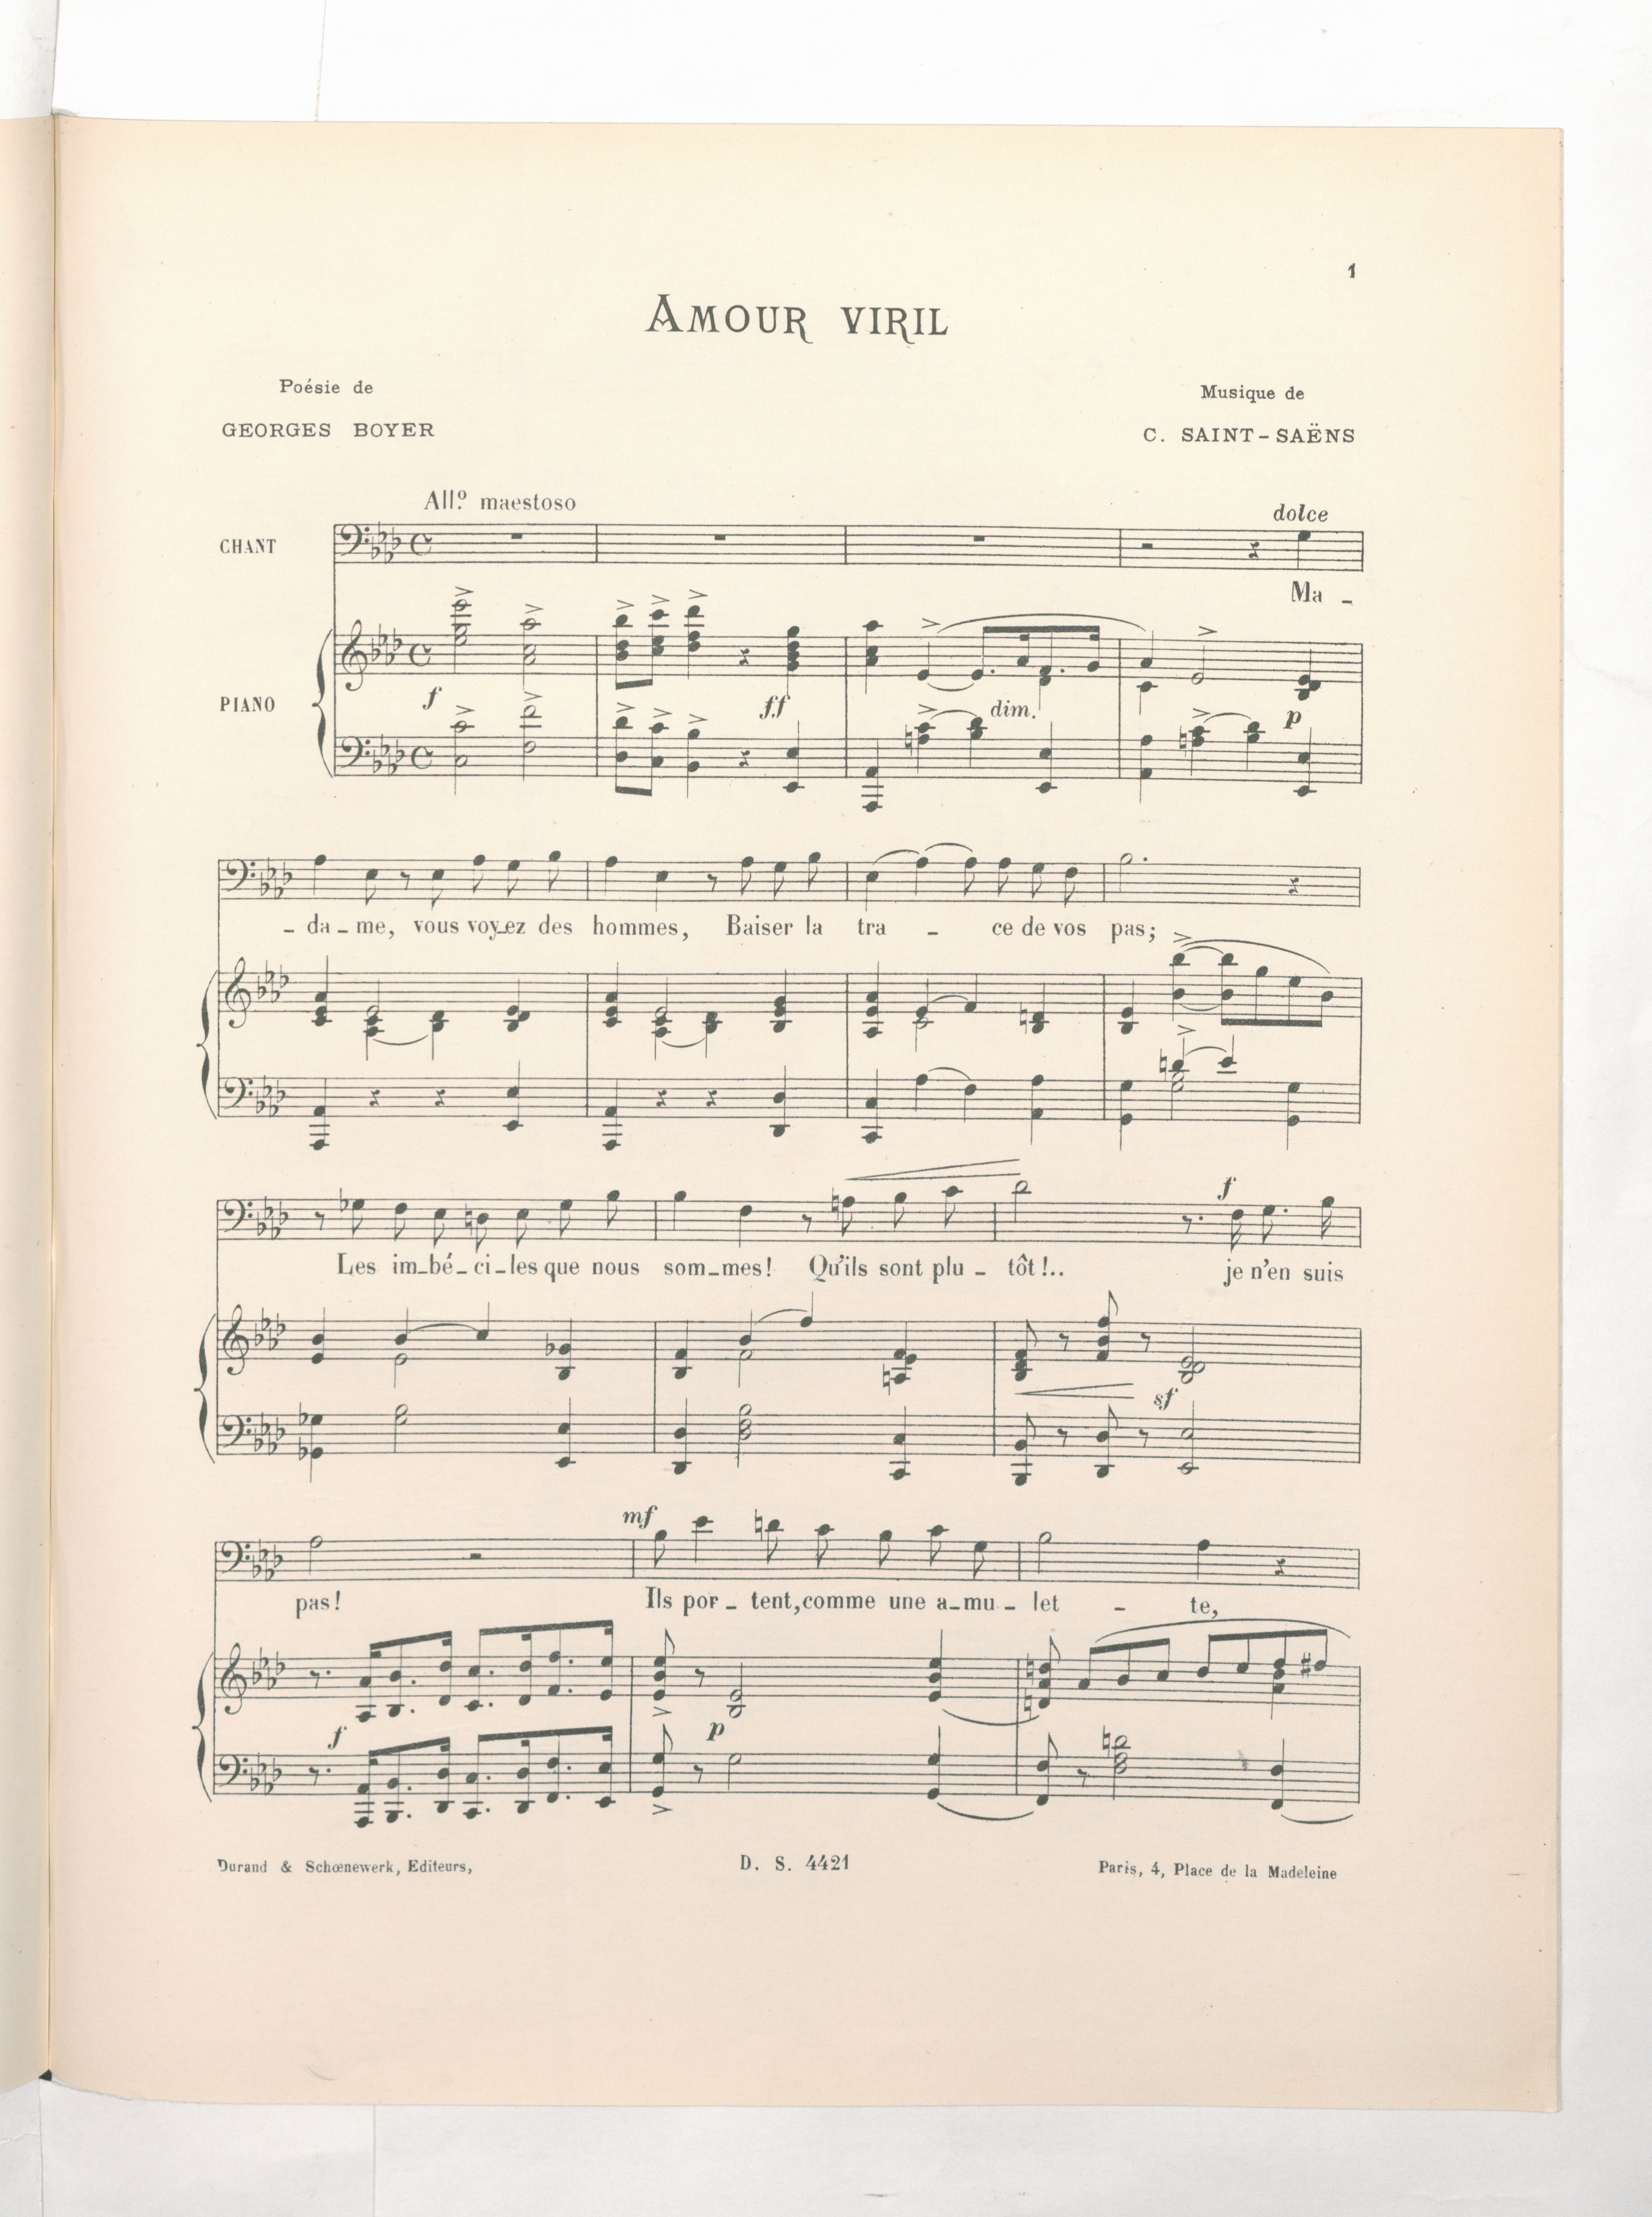 1
AMOUR VIRIL
Poésie de
GEORGES BOYER
Musique de
C. SAINT-SAËNS
All.º maestoso
dolce
CHANT
Ma -
PIANO
f
ff
dim.
p
- da - me, vous voy-ez des hommes, Baiser la tra - ce de vos pas;
f
Les im-bé-ci-les que nous som-mes! Qu'ils sont plu - tôt!.. je n'en suis
sf
mf
pas! Ils por - tent, comme une a-mu - let - te,
f
p
Durand & Schœnewerk, Editeurs,
D. S. 4421
Paris, 4, Place de la Madeleine